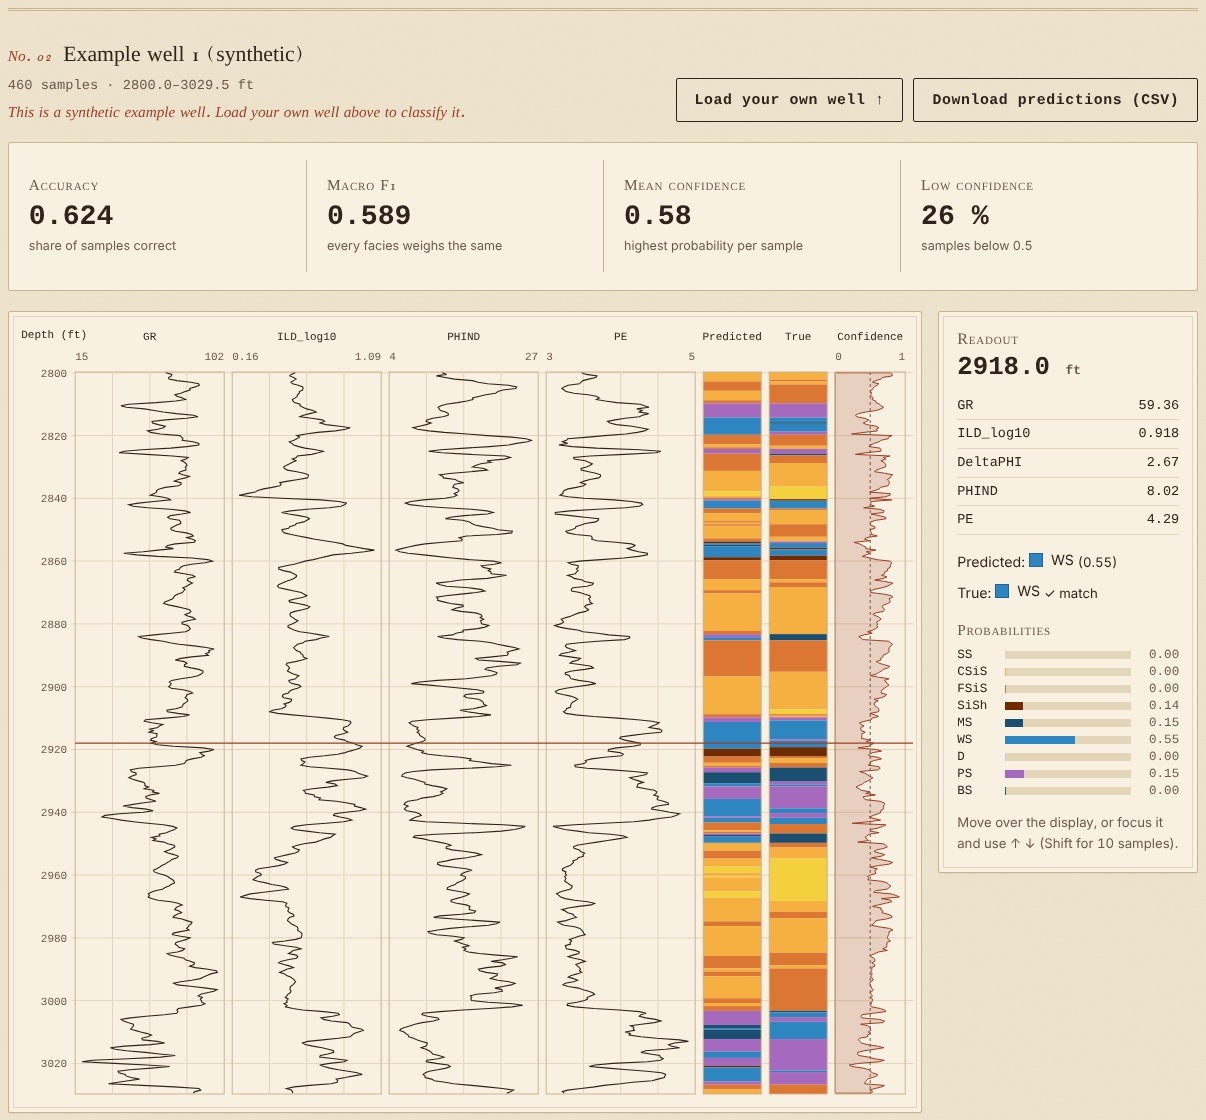 No. 02 Example well 1 (synthetic)
460 samples · 2800.0–3029.5 ft
This is a synthetic example well. Load your own well above to classify it.
Load your own well ↑
Download predictions (CSV)
Accuracy
0.624
share of samples correct
Macro F1
0.589
every facies weighs the same
Mean confidence
0.58
highest probability per sample
Low confidence
26 %
samples below 0.5
Depth (ft) GR ILD_log10 PHIND PE Predicted True Confidence
15 102 0.16 1.09 4 27 3 5 0 1
2800
2820
2840
2860
2880
2900
2920
2940
2960
2980
3000
3020
Readout
2918.0 ft
GR 59.36
ILD_log10 0.918
DeltaPHI 2.67
PHIND 8.02
PE 4.29
Predicted: WS (0.55)
True: WS ✓ match
Probabilities
SS 0.00
CSiS 0.00
FSiS 0.00
SiSh 0.14
MS 0.15
WS 0.55
D 0.00
PS 0.15
BS 0.00
Move over the display, or focus it
and use ↑ ↓ (Shift for 10 samples).